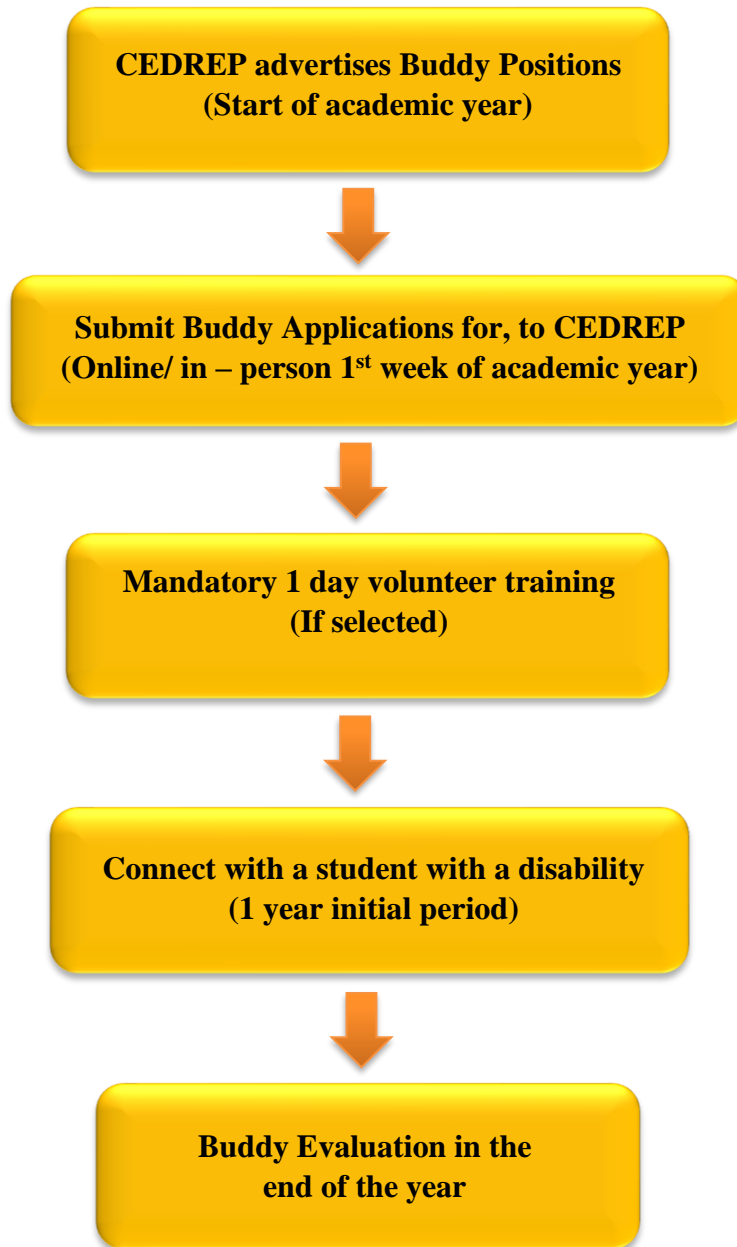 CEDREP advertises Buddy Positions
(Start of academic year)
Submit Buddy Applications for, to CEDREP
(Online/ in – person 1st week of academic year)
Mandatory 1 day volunteer training
(If selected)
Connect with a student with a disability
(1 year initial period)
Buddy Evaluation in the
end of the year